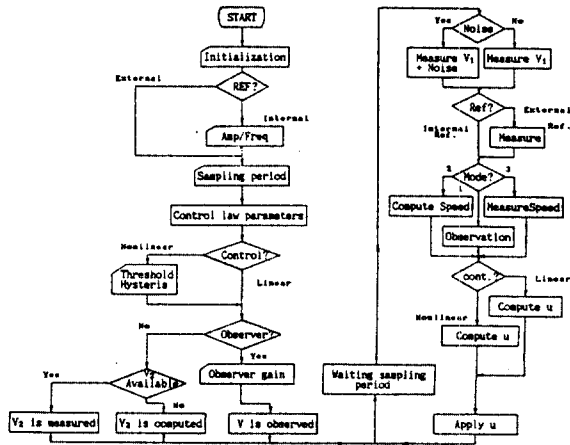 START
Initialization
External
REF?
Internal
Amp/Freq
Sampling period
Control law parameters
Nonlinear
Control?
Threshold
Hysteris
Linear
No
Observer?
Yes
Yes
V₂
Available
No
Observer gain
V₂ is measured
V₂ is computed
V is observed
Waiting sampling
period
Yes
Noise
No
Measure V₁
+ Noise
Measure V₁
Ref?
Internal
Ref.
External
Ref.
Measure
2
Mode?
3
1
Compute Speed
MeasureSpeed
Observation
cont.?
Linear
Nonlinear
Compute u
Compute u
Apply u